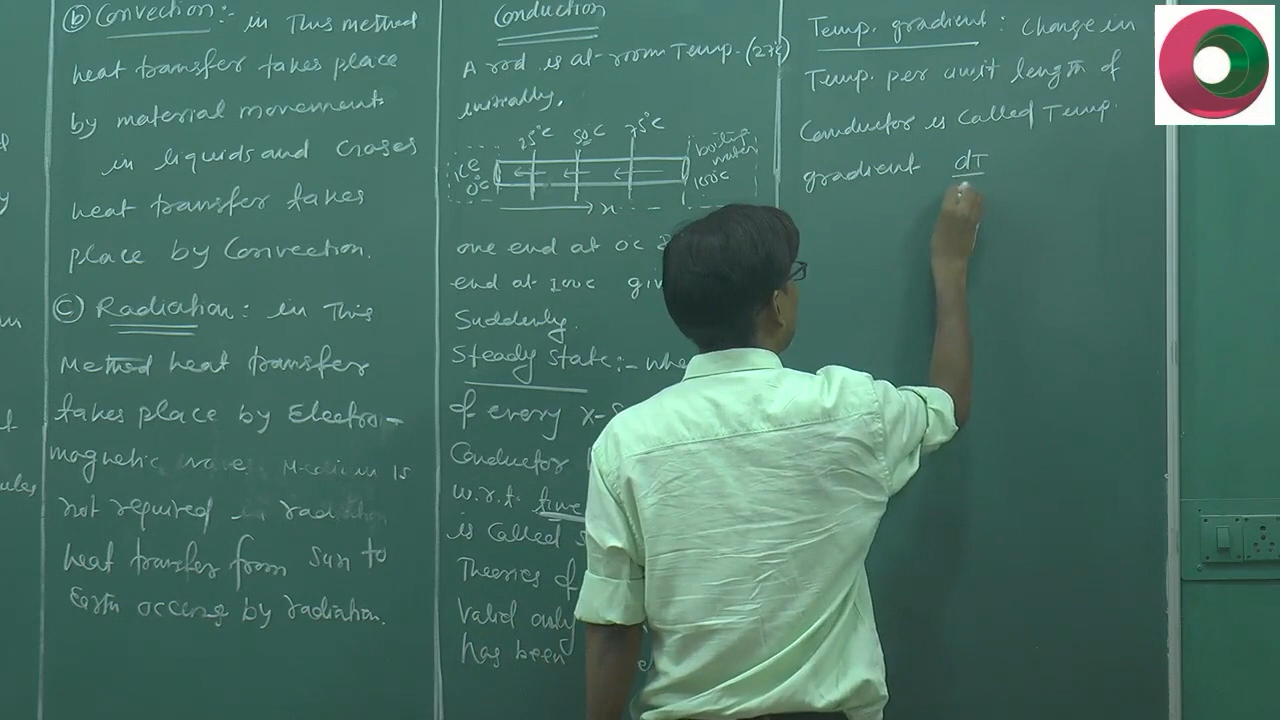 (b) Convection:- in This method
heat transfer takes place
by material movement.
in liquids and Gases
heat transfer takes
place by Convection.
(c) Radiation: in This
Method heat transfer
takes place by Electro-
magnetic wave. Medium is
not required in radiation
heat transfer from Sun to
Earth occurs by radiation.
Conduction
A rod is at room Temp. (27°C)
initially.
25°C 50°C 75°C
ice 0°C
boiling water 100°C
x
one end at 0°C &
end at 100°C
Suddenly.
Steady State:-
of every x-
Conductor
w.r.t. time
is called
Theories of
valid only
has been
Temp. gradient: Change in
Temp. per unit length of
Conductor is called Temp.
gradient dT